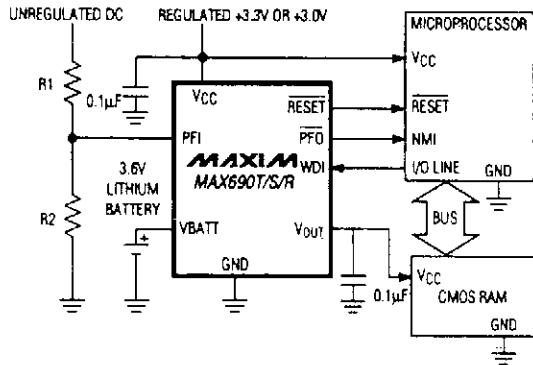 UNREGULATED DC
REGULATED +3.3V OR +3.0V
MICROPROCESSOR
R1
0.1µF
VCC
VCC
RESET
RESET
PFI
PFO
NMI
MAXIM
MAX690T/S/R
WDI
I/O LINE
GND
3.6V
LITHIUM
BATTERY
R2
BUS
+
VBATT
VOUT
GND
0.1µF
VCC
CMOS RAM
GND